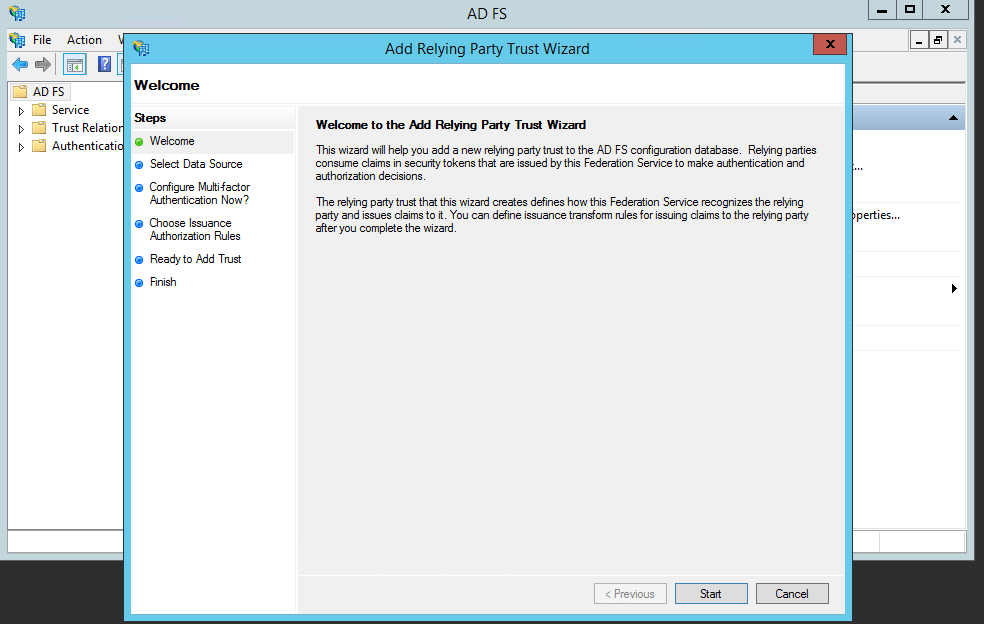 AD FS
File Action
Add Relying Party Trust Wizard
Welcome
AD FS
Service
Trust Relation
Authenticatio
Steps
Welcome
Select Data Source
Configure Multi-factor
Authentication Now?
Choose Issuance
Authorization Rules
Ready to Add Trust
Finish
Welcome to the Add Relying Party Trust Wizard
This wizard will help you add a new relying party trust to the AD FS configuration database. Relying parties
consume claims in security tokens that are issued by this Federation Service to make authentication and
authorization decisions.
The relying party trust that this wizard creates defines how this Federation Service recognizes the relying
party and issues claims to it. You can define issuance transform rules for issuing claims to the relying party
after you complete the wizard.
...
perties...
< Previous Start Cancel